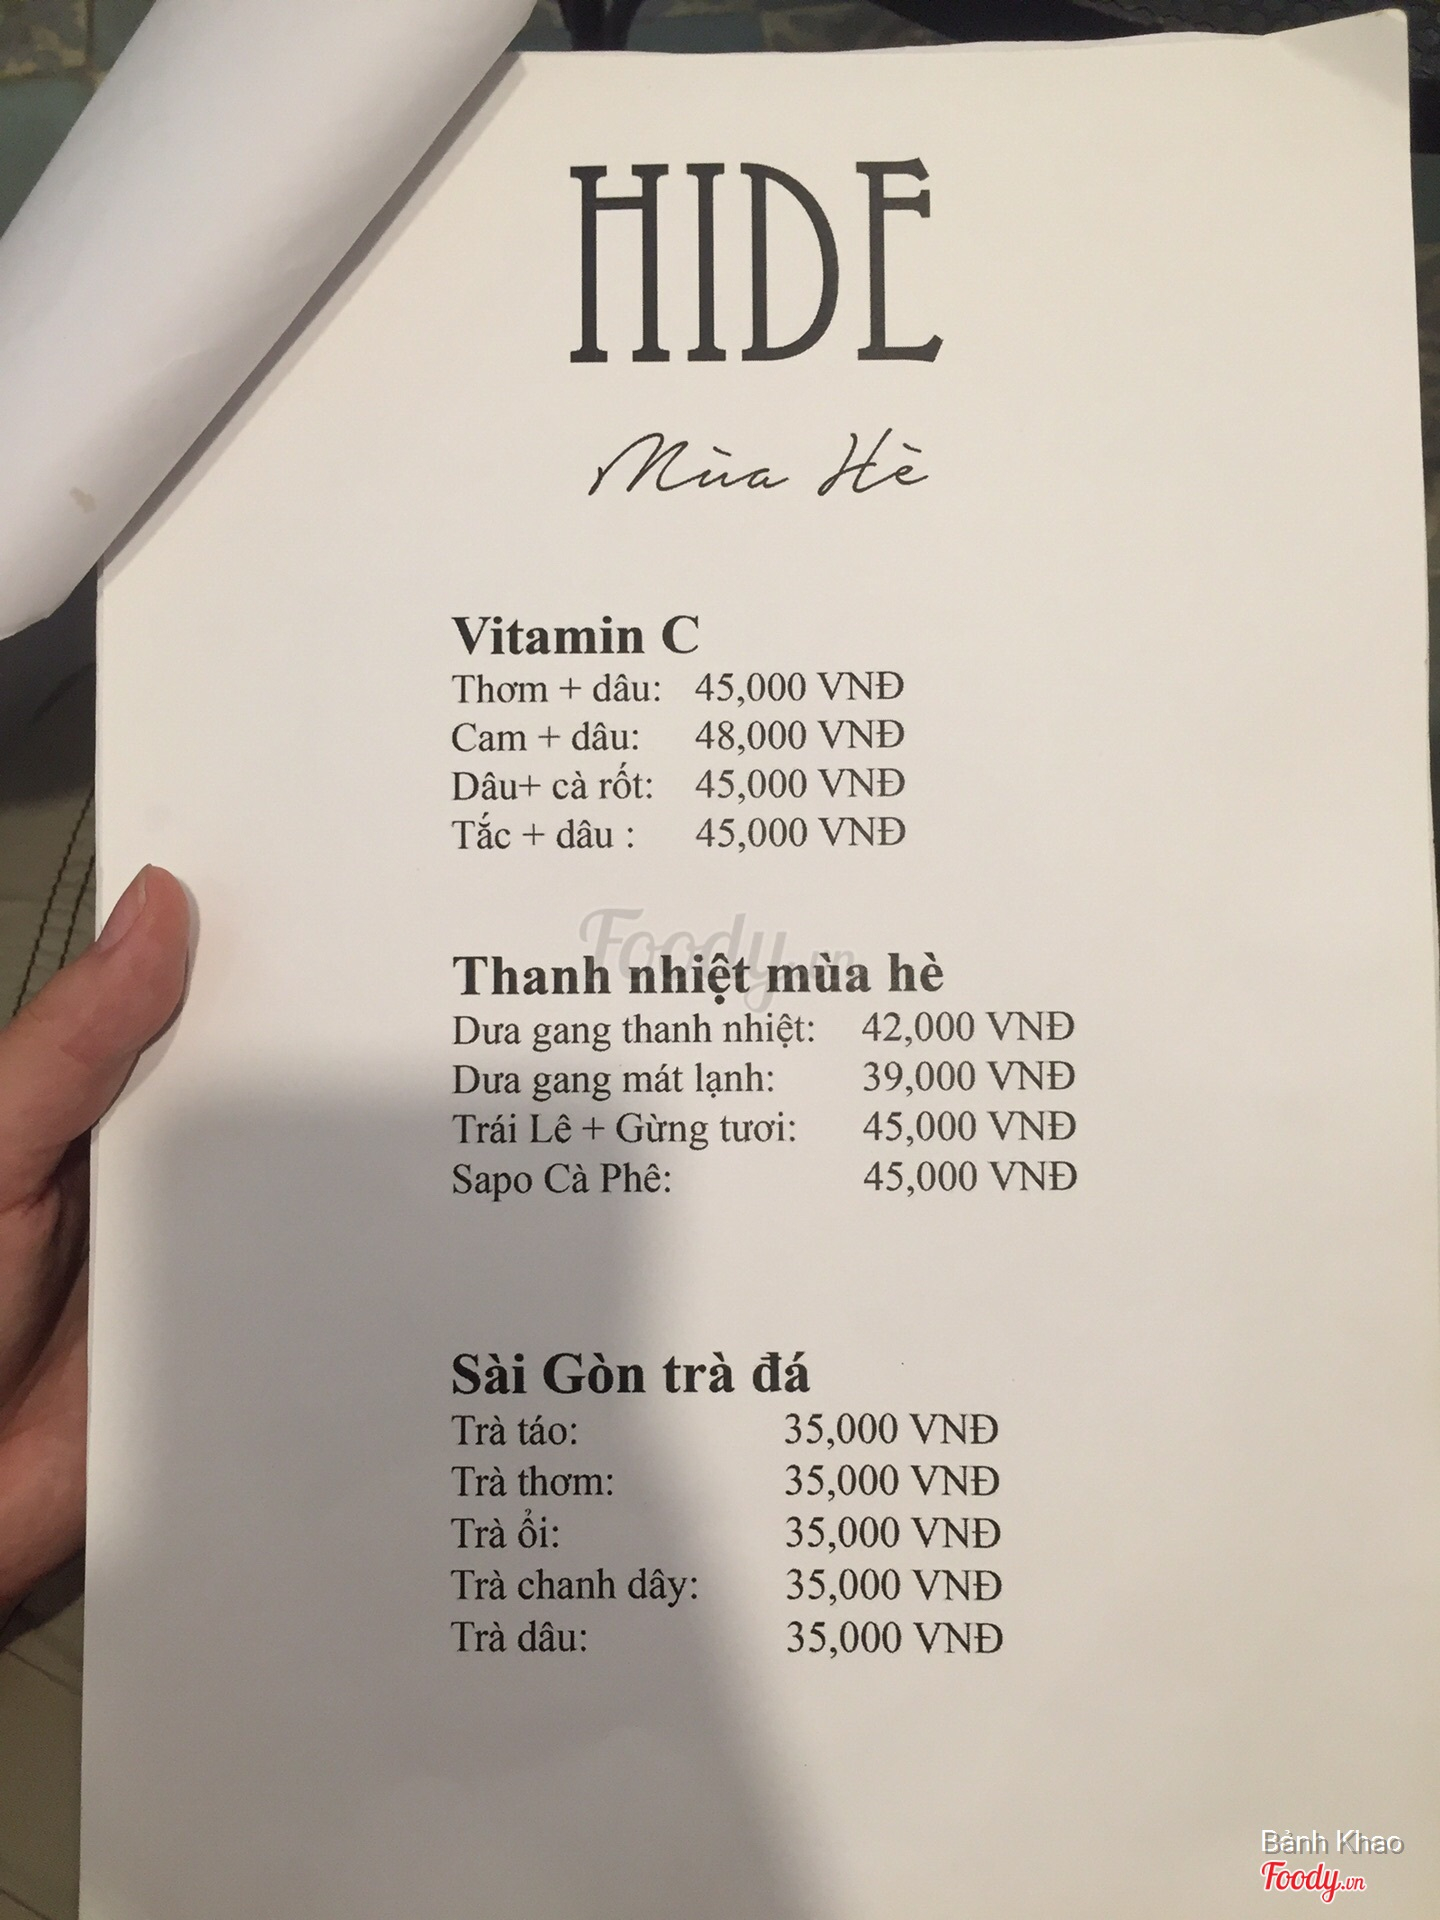 HIDE
Mùa Hè
Vitamin C
Thơm + dâu: 45,000 VNĐ
Cam + dâu: 48,000 VNĐ
Dâu+ cà rốt: 45,000 VNĐ
Tắc + dâu : 45,000 VNĐ
Foody.vn
Thanh nhiệt mùa hè
Dưa gang thanh nhiệt: 42,000 VNĐ
Dưa gang mát lạnh: 39,000 VNĐ
Trái Lê + Gừng tươi: 45,000 VNĐ
Sapo Cà Phê: 45,000 VNĐ
Sài Gòn trà đá
Trà táo: 35,000 VNĐ
Trà thơm: 35,000 VNĐ
Trà ổi: 35,000 VNĐ
Trà chanh dây: 35,000 VNĐ
Trà dâu: 35,000 VNĐ
Bảnh Khao
Foody.vn